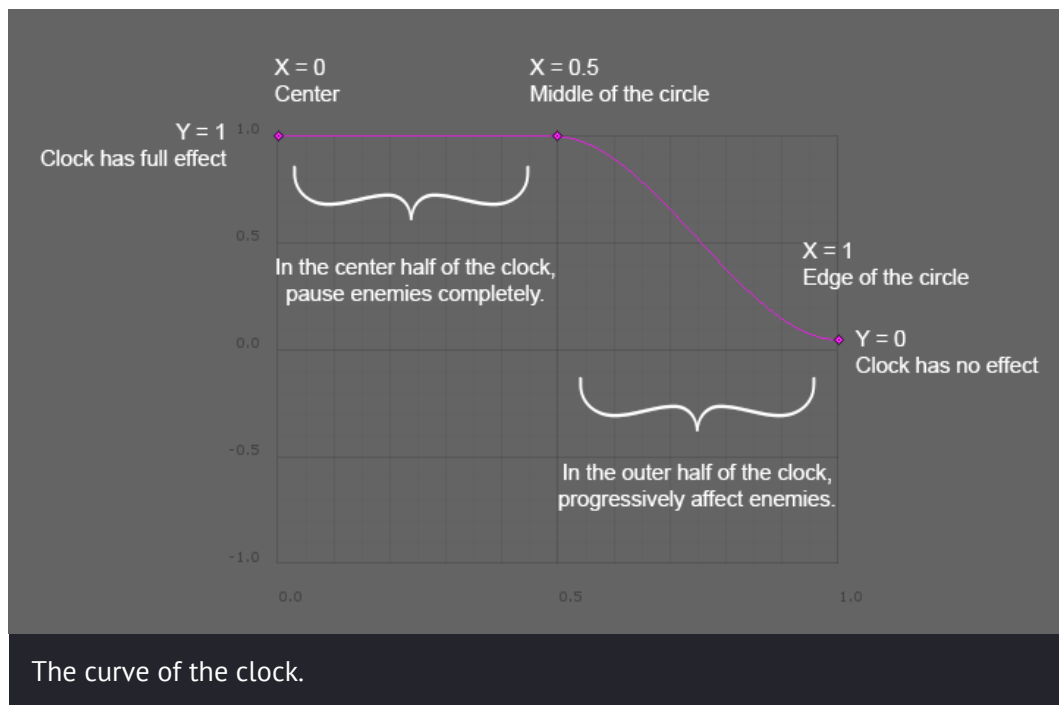 X = 0
Center
X = 0.5
Middle of the circle
Y = 1
Clock has full effect
1.0
0.5
In the center half of the clock,
pause enemies completely.
X = 1
Edge of the circle
0.0
Y = 0
Clock has no effect
-0.5
In the outer half of the clock,
progressively affect enemies.
-1.0
0.0
0.5
1.0
The curve of the clock.